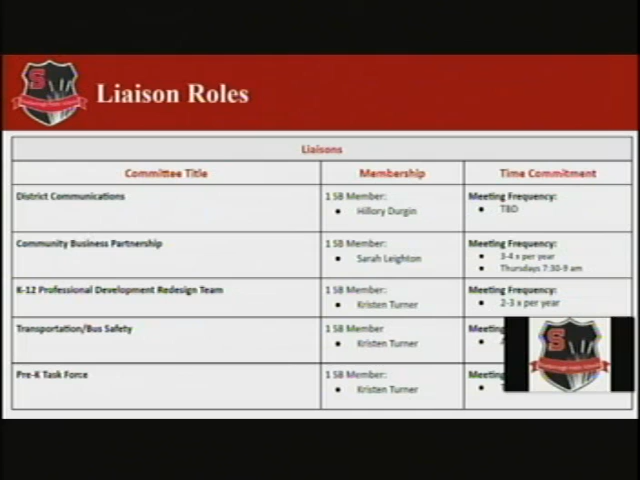 S
Liaison Roles
Liaisons
Committee Title Membership Time Commitment
District Communications 1 SB Member: Meeting Frequency:
• Hillory Durgin • TBD
Community Business Partnership 1 SB Member: Meeting Frequency:
• Sarah Leighton • 3-4 x per year
• Thursdays 7:30-9 am
K-12 Professional Development Redesign Team 1 SB Member: Meeting Frequency:
• Kristen Turner • 2-3 x per year
Transportation/Bus Safety 1 SB Member Meeting
• Kristen Turner •
Pre-K Task Force 1 SB Member: Meeting
• Kristen Turner •
S